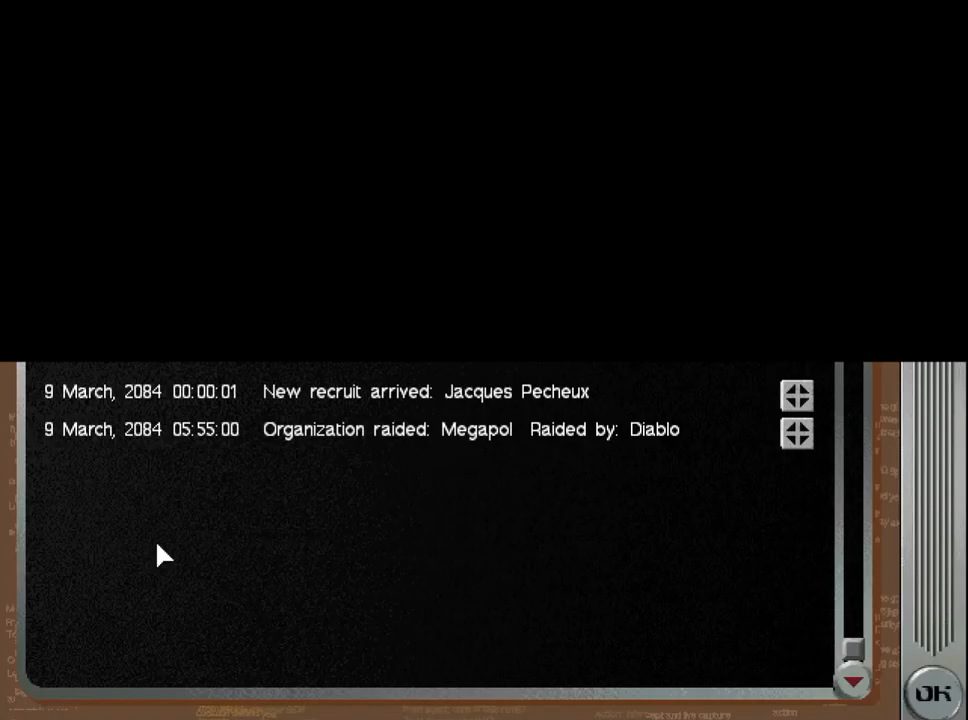 9 March, 2084 00:00:01 New recruit arrived: Jacques Pecheux
9 March, 2084 05:55:00 Organization raided: Megapol Raided by: Diablo
OK